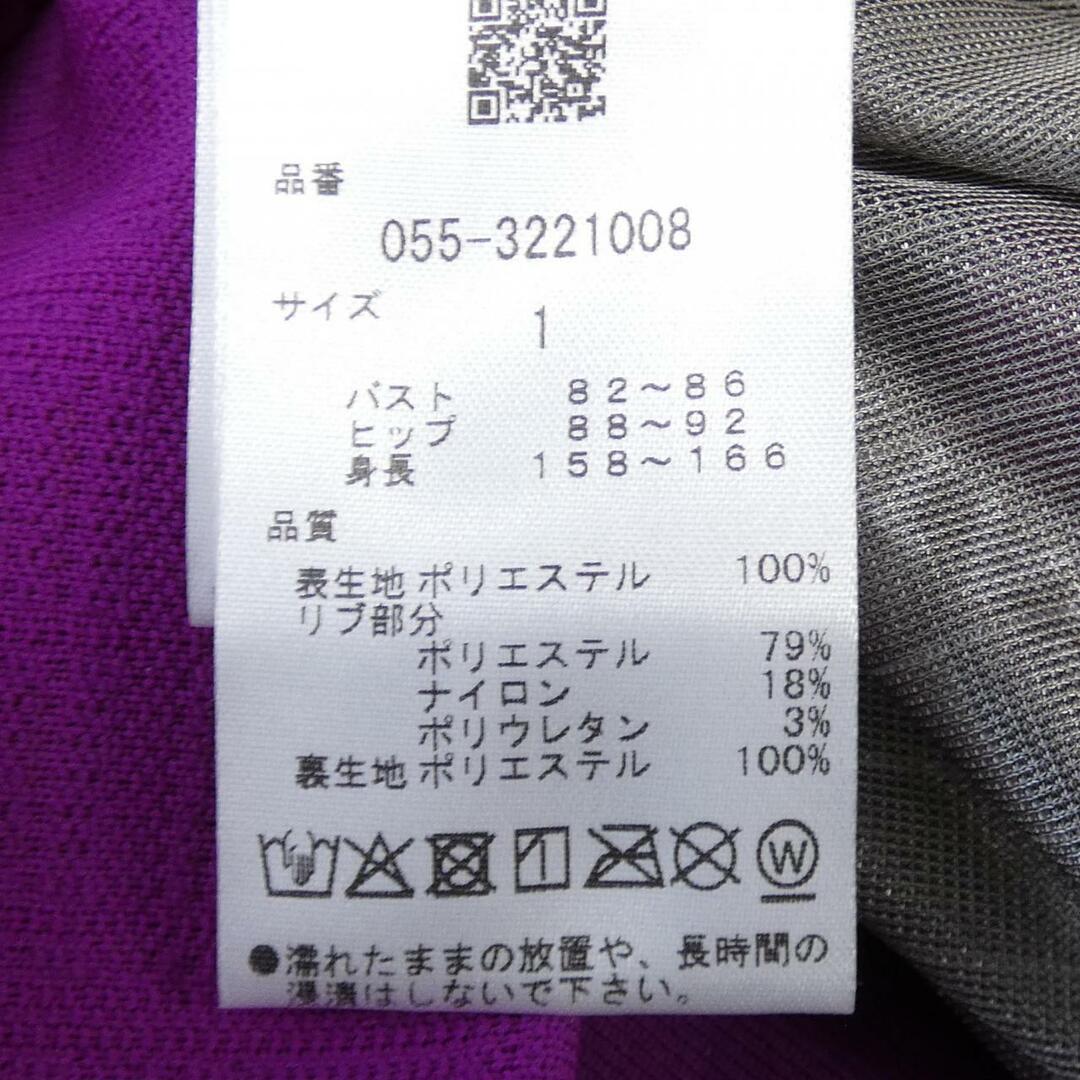 品番
055-3221008
サイズ
1
バスト 82～86
ヒップ 88～92
身長 158～166
品質
表生地 ポリエステル 100%
リブ部分
ポリエステル 79%
ナイロン 18%
ポリウレタン 3%
裏生地 ポリエステル 100%
W
●濡れたままの放置や、長時間の
浸漬はしないで下さい。